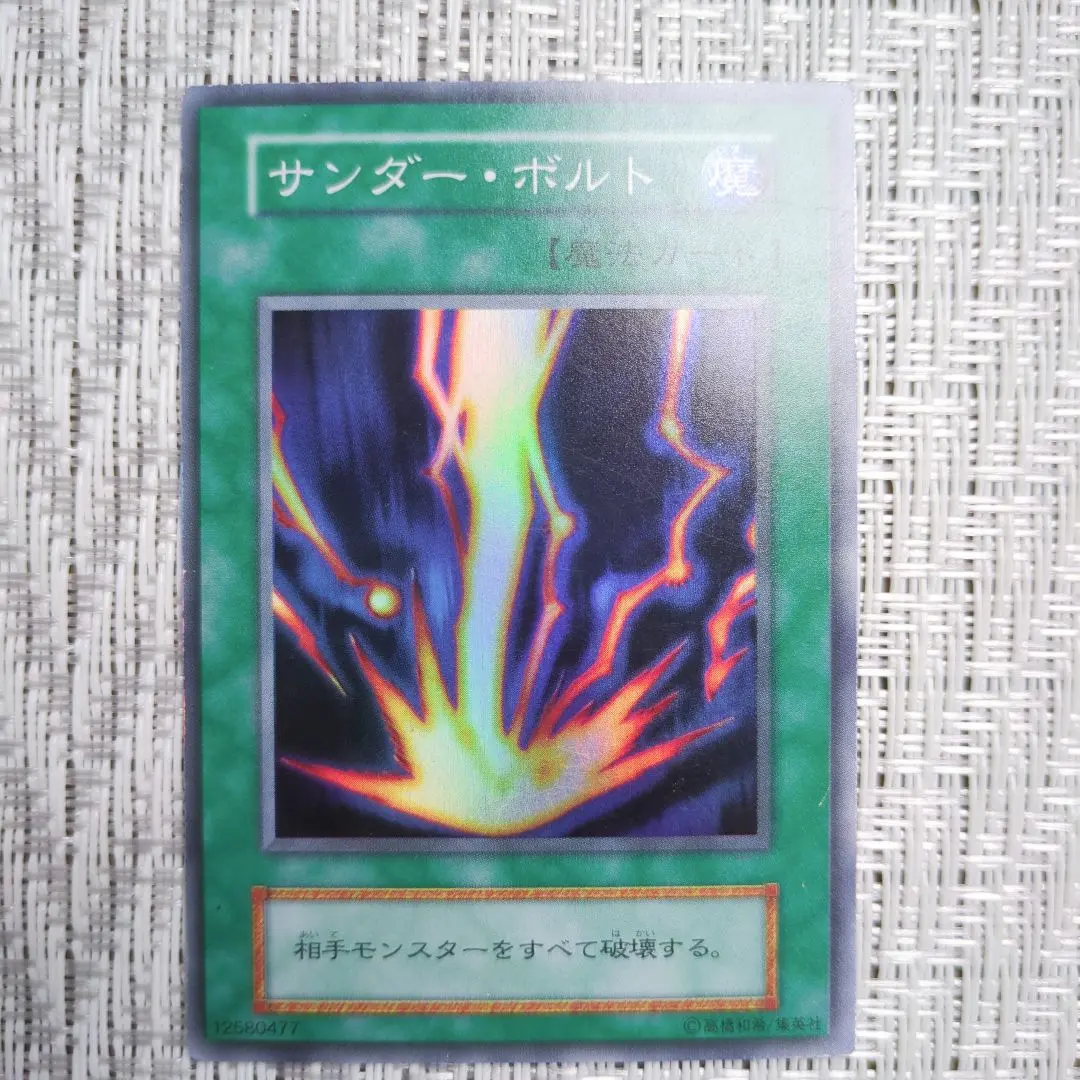 サンダー・ボルト 魔
【魔法カード】
相手モンスターをすべて破壊する。
12580477 ©高橋和希/集英社